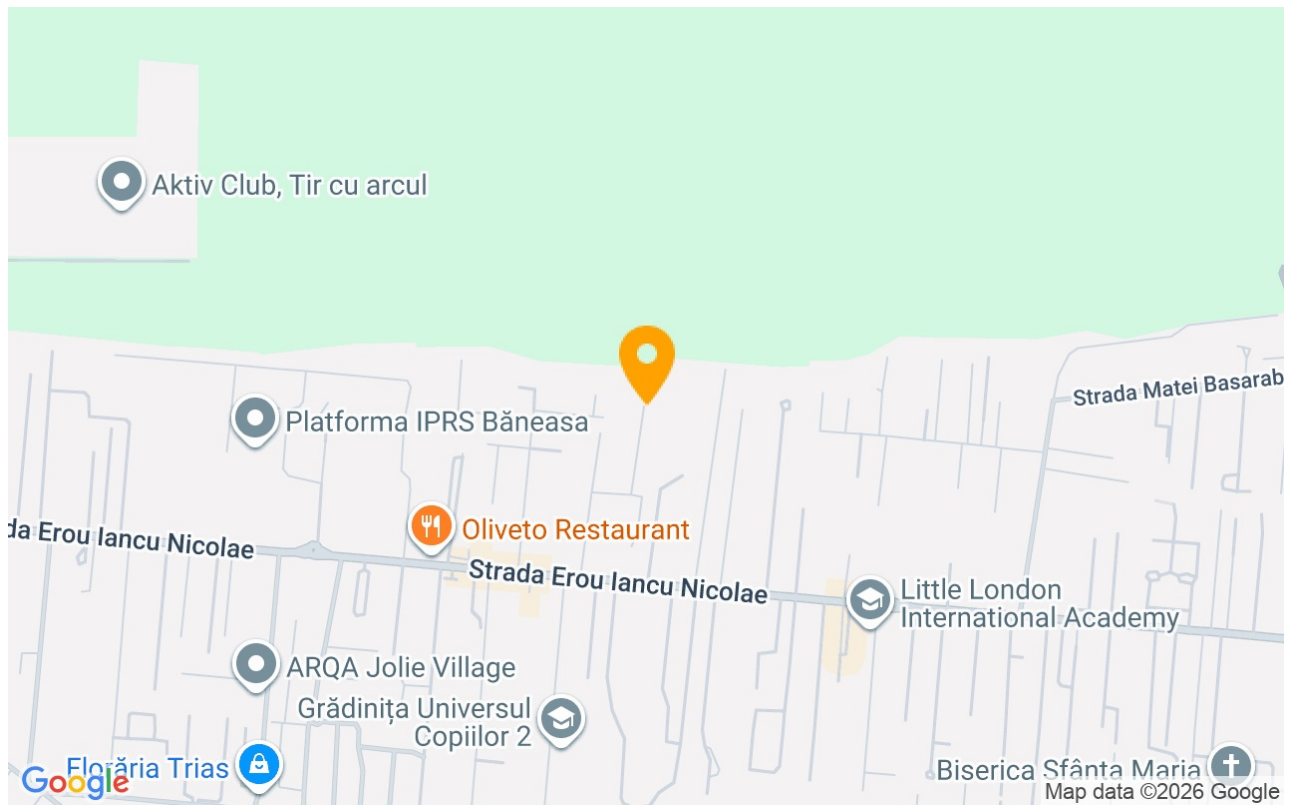 Aktiv Club, Tir cu arcul
Strada Matei Basarab
Platforma IPRS Băneasa
da Erou Iancu Nicolae
Oliveto Restaurant
Strada Erou Iancu Nicolae
Little London
International Academy
ARQA Jolie Village
Grădinița Universul
Copiilor 2
Florăria Trias
Biserica Sfânta Maria
Google
Map data ©2026 Google